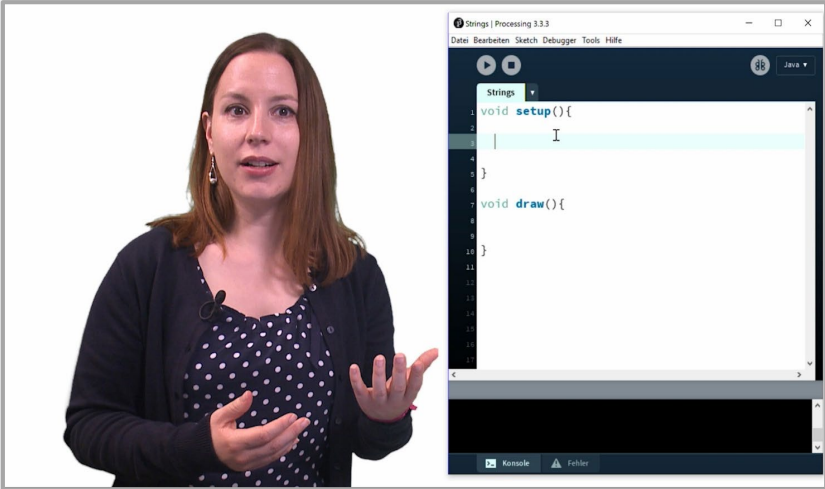 Strings | Processing 3.3.3
Datei Bearbeiten Sketch Debugger Tools Hilfe
Java ▼
Strings ▼
1 void setup(){
2
3
4
5 }
6
7 void draw(){
8
9
10 }
11
12
13
14
15
16
17
Konsole Fehler